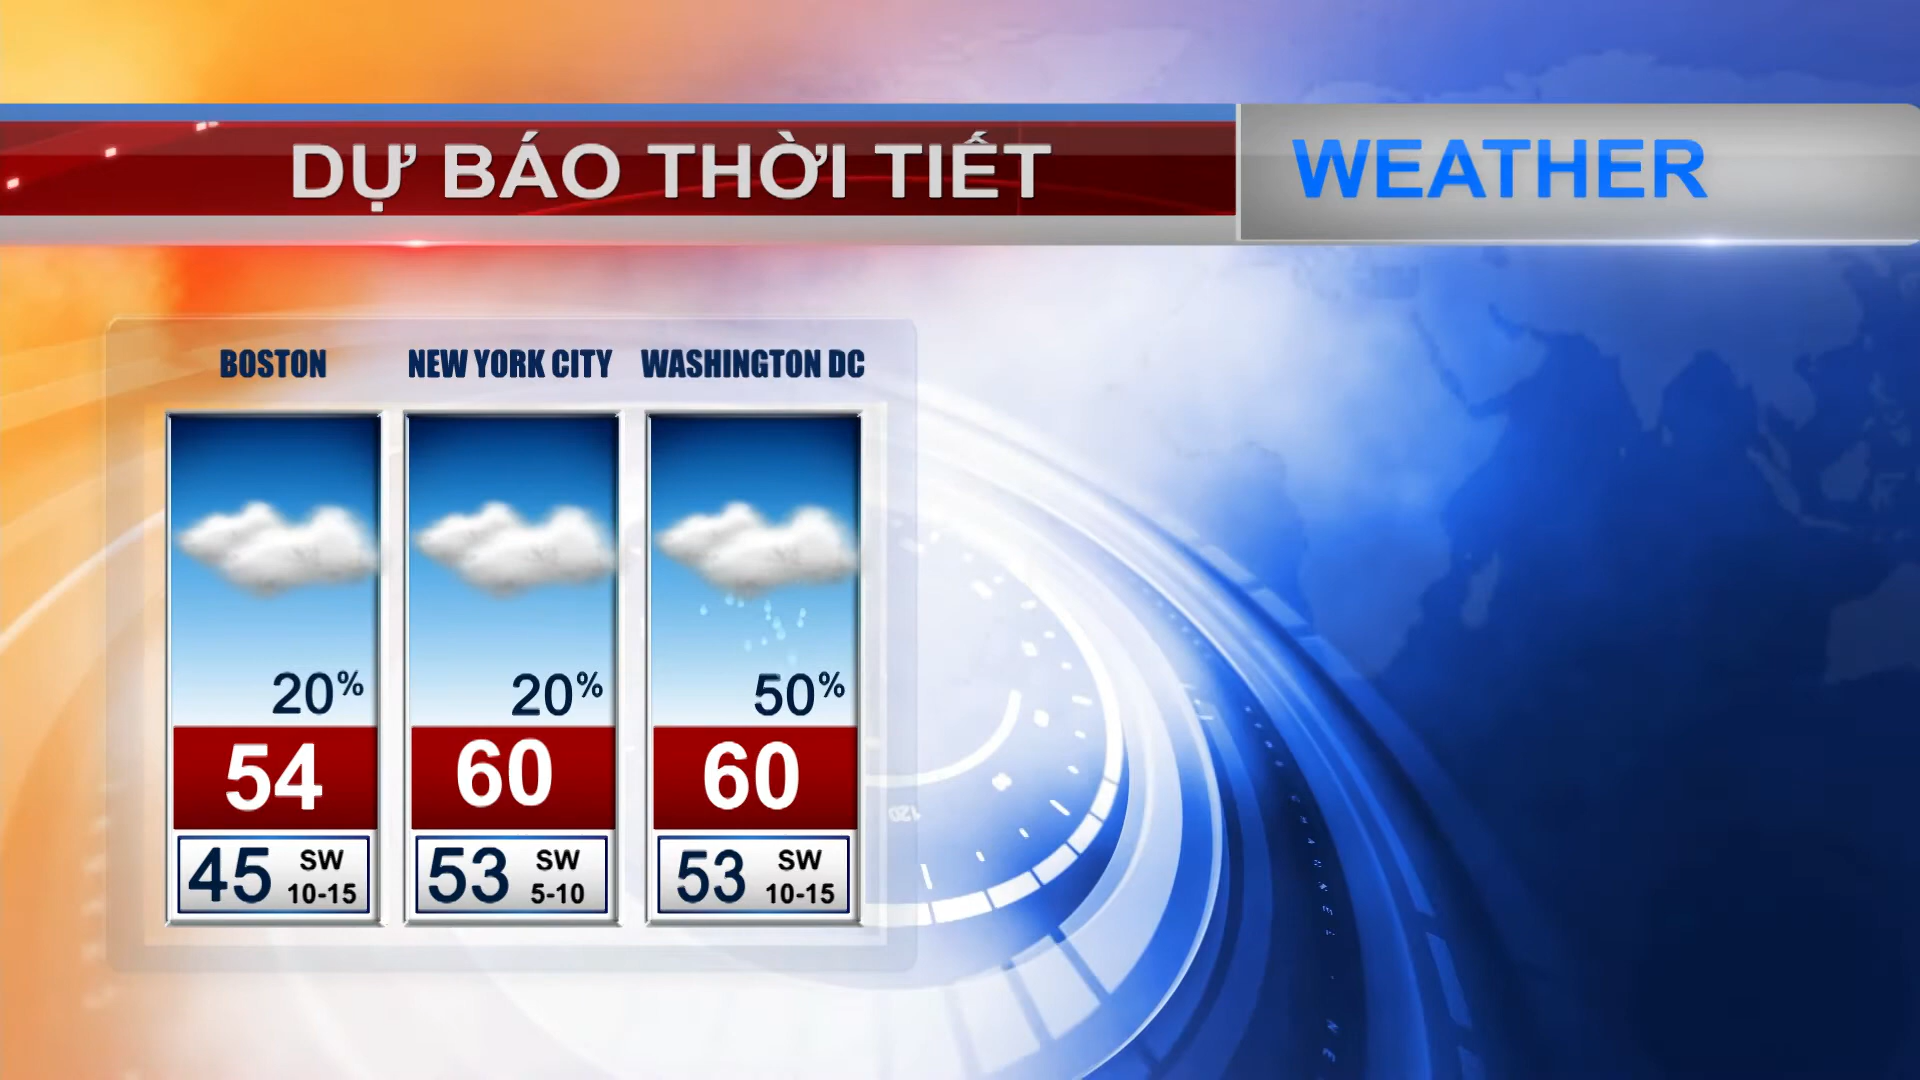 DỰ BÁO THỜI TIẾT
WEATHER
BOSTON
NEW YORK CITY
WASHINGTON DC
20%
20%
50%
54
60
60
45
SW
10-15
53
SW
5-10
53
SW
10-15
120